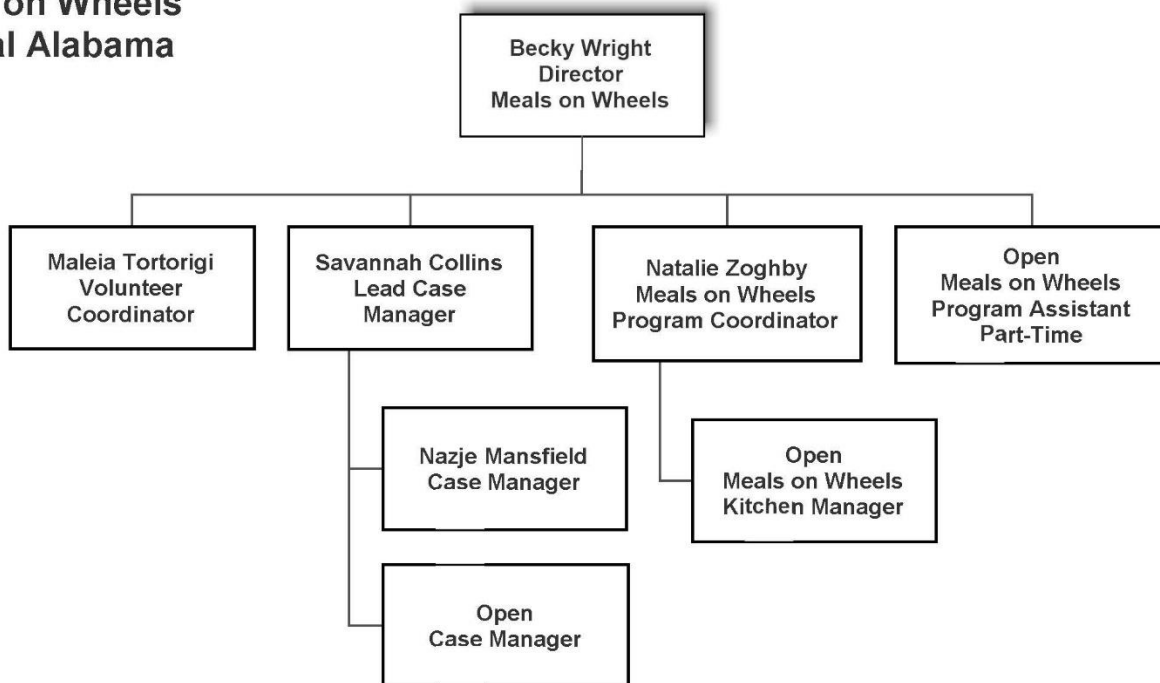 on Wheels
Alabama
Becky Wright
Director
Meals on Wheels
Maleia Tortorigi
Volunteer
Coordinator
Savannah Collins
Lead Case
Manager
Natalie Zoghby
Meals on Wheels
Program Coordinator
Open
Meals on Wheels
Program Assistant
Part-Time
Nazje Mansfield
Case Manager
Open
Meals on Wheels
Kitchen Manager
Open
Case Manager